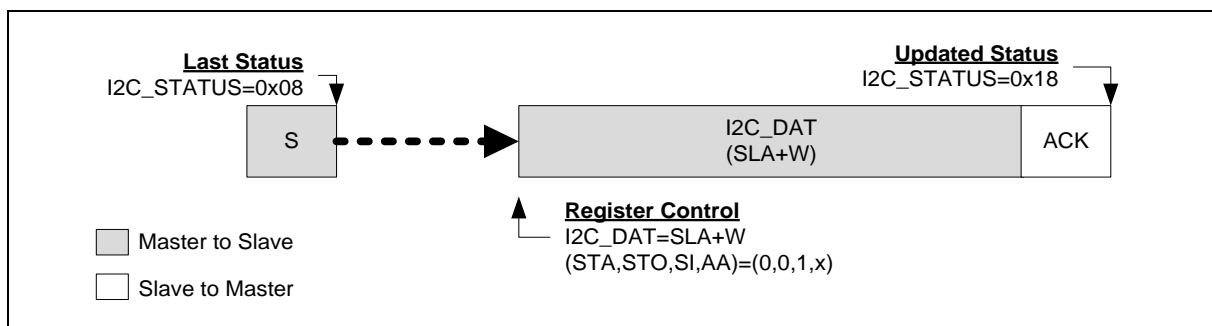 Last Status
I2C_STATUS=0x08
Updated Status
I2C_STATUS=0x18
S
I2C_DAT
(SLA+W)
ACK
Register Control
I2C_DAT=SLA+W
(STA,STO,SI,AA)=(0,0,1,x)
Master to Slave
Slave to Master